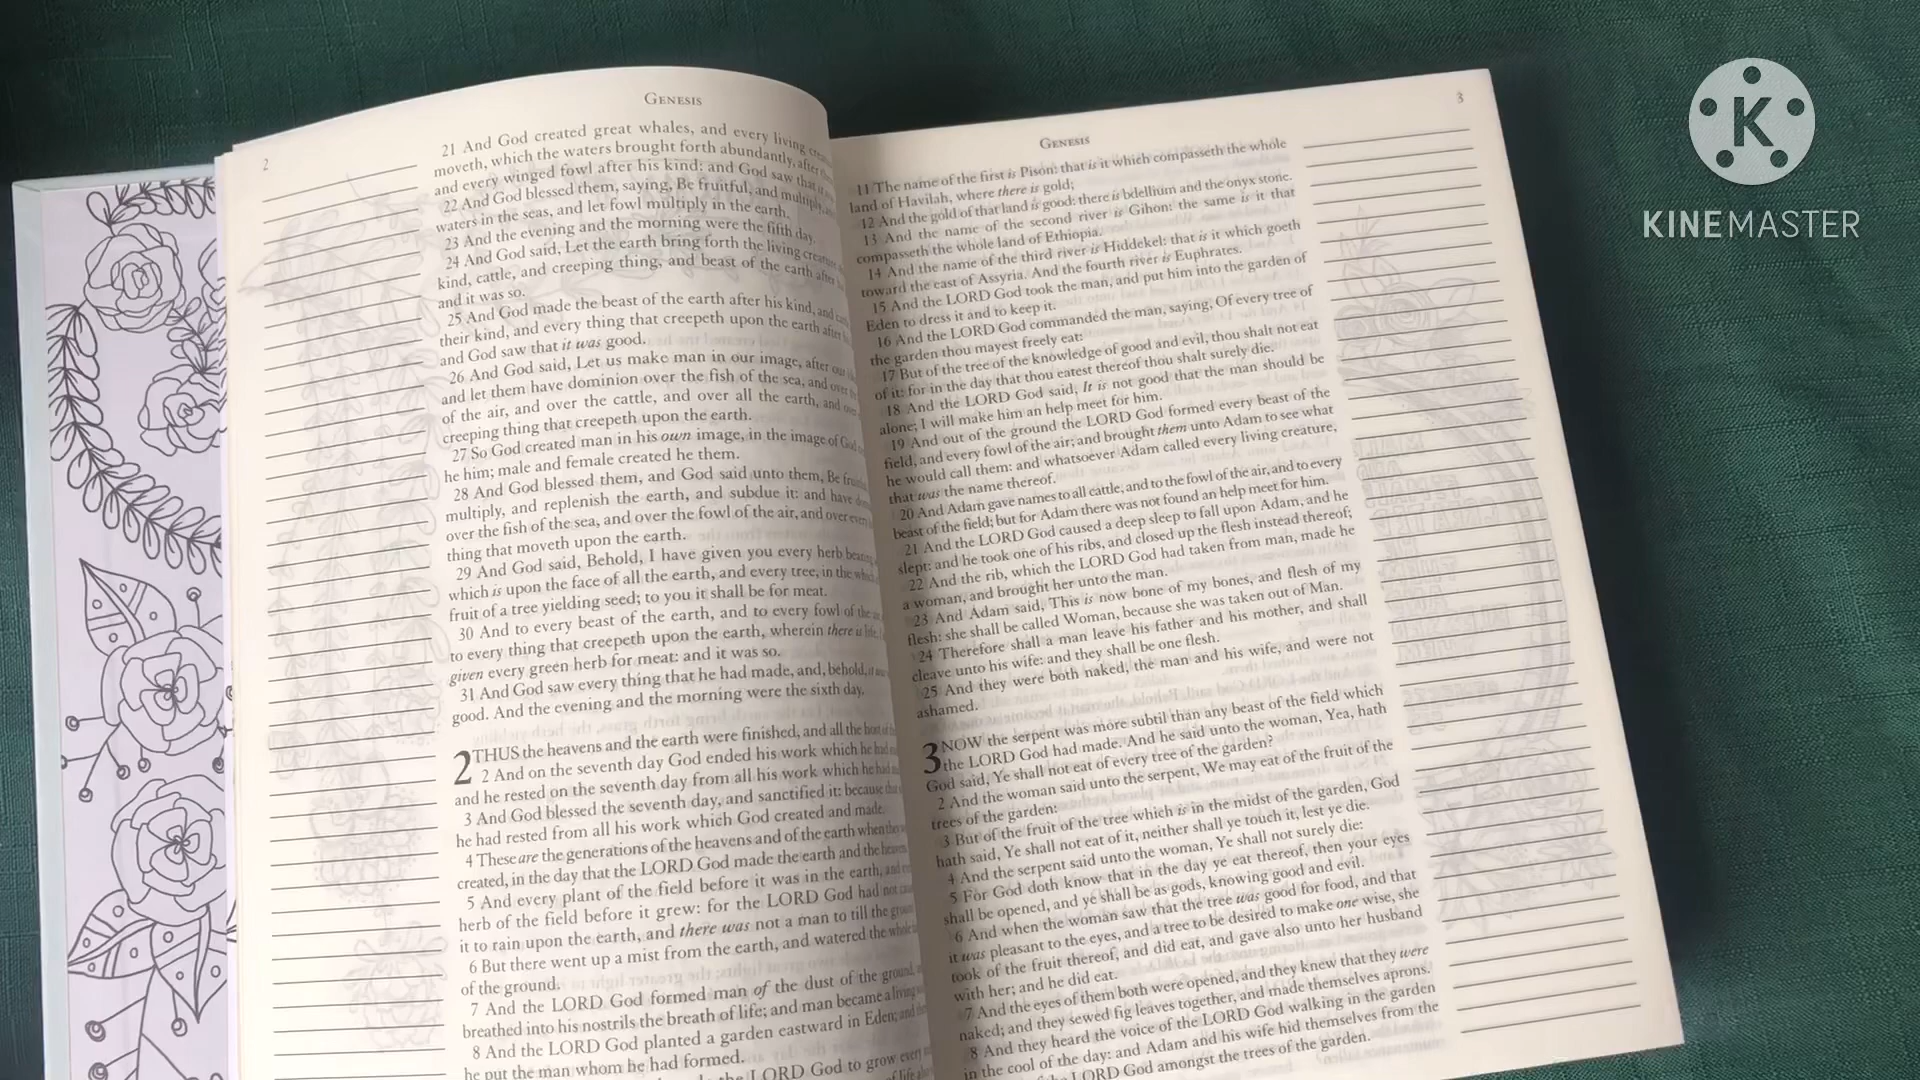 GENESIS
2
21 And God created great whales, and every living
moveth, which the waters brought forth abundantly, after
and every winged fowl after his kind: and God saw that
22 And God blessed them, saying, Be fruitful, and multiply,
waters in the seas, and let fowl multiply in the earth.
23 And the evening and the morning were the fifth day.
24 And God said, Let the earth bring forth the living creature
kind, cattle, and creeping thing, and beast of the earth after
and it was so.
25 And God made the beast of the earth after his kind, and
their kind, and every thing that creepeth upon the earth after
and God saw that it was good.
26 And God said, Let us make man in our image, after
and let them have dominion over the fish of the sea, and over
of the air, and over the cattle, and over all the earth, and
creeping thing that creepeth upon the earth.
27 So God created man in his own image, in the image of God
he him; male and female created he them.
28 And God blessed them, and God said unto them, Be
multiply, and replenish the earth, and subdue it: and have
over the fish of the sea, and over the fowl of the air, and over
thing that moveth upon the earth.
29 And God said, Behold, I have given you every herb
which is upon the face of all the earth, and every tree, in the
fruit of a tree yielding seed; to you it shall be for meat.
30 And to every beast of the earth, and to every fowl of the
to every thing that creepeth upon the earth, wherein there is
given every green herb for meat: and it was so.
31 And God saw every thing that he had made, and, behold,
good. And the evening and the morning were the sixth day.
2 THUS the heavens and the earth were finished, and all the
2 And on the seventh day God ended his work which he
and he rested on the seventh day from all his work which he had
3 And God blessed the seventh day, and sanctified it: because
he had rested from all his work which God created and made.
4 These are the generations of the heavens and of the earth when
created, in the day that the LORD God made the earth and the
5 And every plant of the field before it was in the earth,
herb of the field before it grew: for the LORD God had not
it to rain upon the earth, and there was not a man to till the
6 But there went up a mist from the earth, and watered the
of the ground.
7 And the LORD God formed man of the dust of the ground,
breathed into his nostrils the breath of life; and man became a living
8 And the LORD God planted a garden eastward in Eden; and
he put the man whom he had formed.
LORD God to grow every
GENESIS
3
11 The name of the first is Pison: that is it which compasseth the whole
land of Havilah, where there is gold;
12 And the gold of that land is good: there is bdellium and the onyx stone.
13 And the name of the second river is Gihon: the same is it that
compasseth the whole land of Ethiopia.
14 And the name of the third river is Hiddekel: that is it which goeth
toward the east of Assyria. And the fourth river is Euphrates.
15 And the LORD God took the man, and put him into the garden of
Eden to dress it and to keep it.
16 And the LORD God commanded the man, saying, Of every tree of
the garden thou mayest freely eat:
17 But of the tree of the knowledge of good and evil, thou shalt not eat
of it: for in the day that thou eatest thereof thou shalt surely die.
18 And the LORD God said, It is not good that the man should be
alone; I will make him an help meet for him.
19 And out of the ground the LORD God formed every beast of the
field, and every fowl of the air; and brought them unto Adam to see what
he would call them: and whatsoever Adam called every living creature,
that was the name thereof.
20 And Adam gave names to all cattle, and to the fowl of the air, and to every
beast of the field; but for Adam there was not found an help meet for him.
21 And the LORD God caused a deep sleep to fall upon Adam, and he
slept: and he took one of his ribs, and closed up the flesh instead thereof;
22 And the rib, which the LORD God had taken from man, made he
a woman, and brought her unto the man.
23 And Adam said, This is now bone of my bones, and flesh of my
flesh: she shall be called Woman, because she was taken out of Man.
24 Therefore shall a man leave his father and his mother, and shall
cleave unto his wife: and they shall be one flesh.
25 And they were both naked, the man and his wife, and were not
ashamed.
3 NOW the serpent was more subtil than any beast of the field which
the LORD God had made. And he said unto the woman, Yea, hath
God said, Ye shall not eat of every tree of the garden?
2 And the woman said unto the serpent, We may eat of the fruit of the
trees of the garden:
3 But of the fruit of the tree which is in the midst of the garden, God
hath said, Ye shall not eat of it, neither shall ye touch it, lest ye die.
4 And the serpent said unto the woman, Ye shall not surely die:
5 For God doth know that in the day ye eat thereof, then your eyes
shall be opened, and ye shall be as gods, knowing good and evil.
6 And when the woman saw that the tree was good for food, and that
it was pleasant to the eyes, and a tree to be desired to make one wise, she
took of the fruit thereof, and did eat, and gave also unto her husband
with her; and he did eat.
7 And the eyes of them both were opened, and they knew that they were
naked; and they sewed fig leaves together, and made themselves aprons.
8 And they heard the voice of the LORD God walking in the garden
in the cool of the day: and Adam and his wife hid themselves from the
of the LORD God amongst the trees of the garden.
K
KINEMASTER